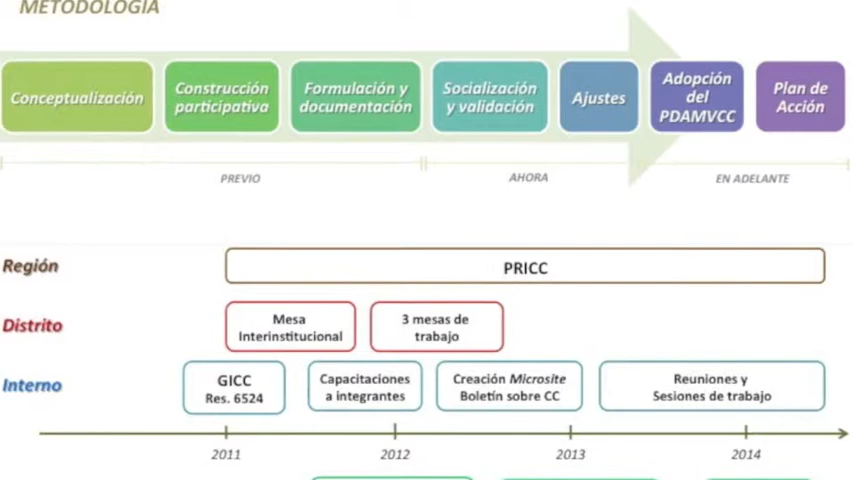 METODOLOGÍA
Conceptualización
Construcción
participativa
Formulación y
documentación
Socialización
y validación
Ajustes
Adopción
del
PDAMVCC
Plan de
Acción
PREVIO
AHORA
EN ADELANTE
Región
PRICC
Distrito
Mesa
Interinstitucional
3 mesas de
trabajo
Interno
GICC
Res. 6524
Capacitaciones
a integrantes
Creación Microsite
Boletín sobre CC
Reuniones y
Sesiones de trabajo
2011
2012
2013
2014